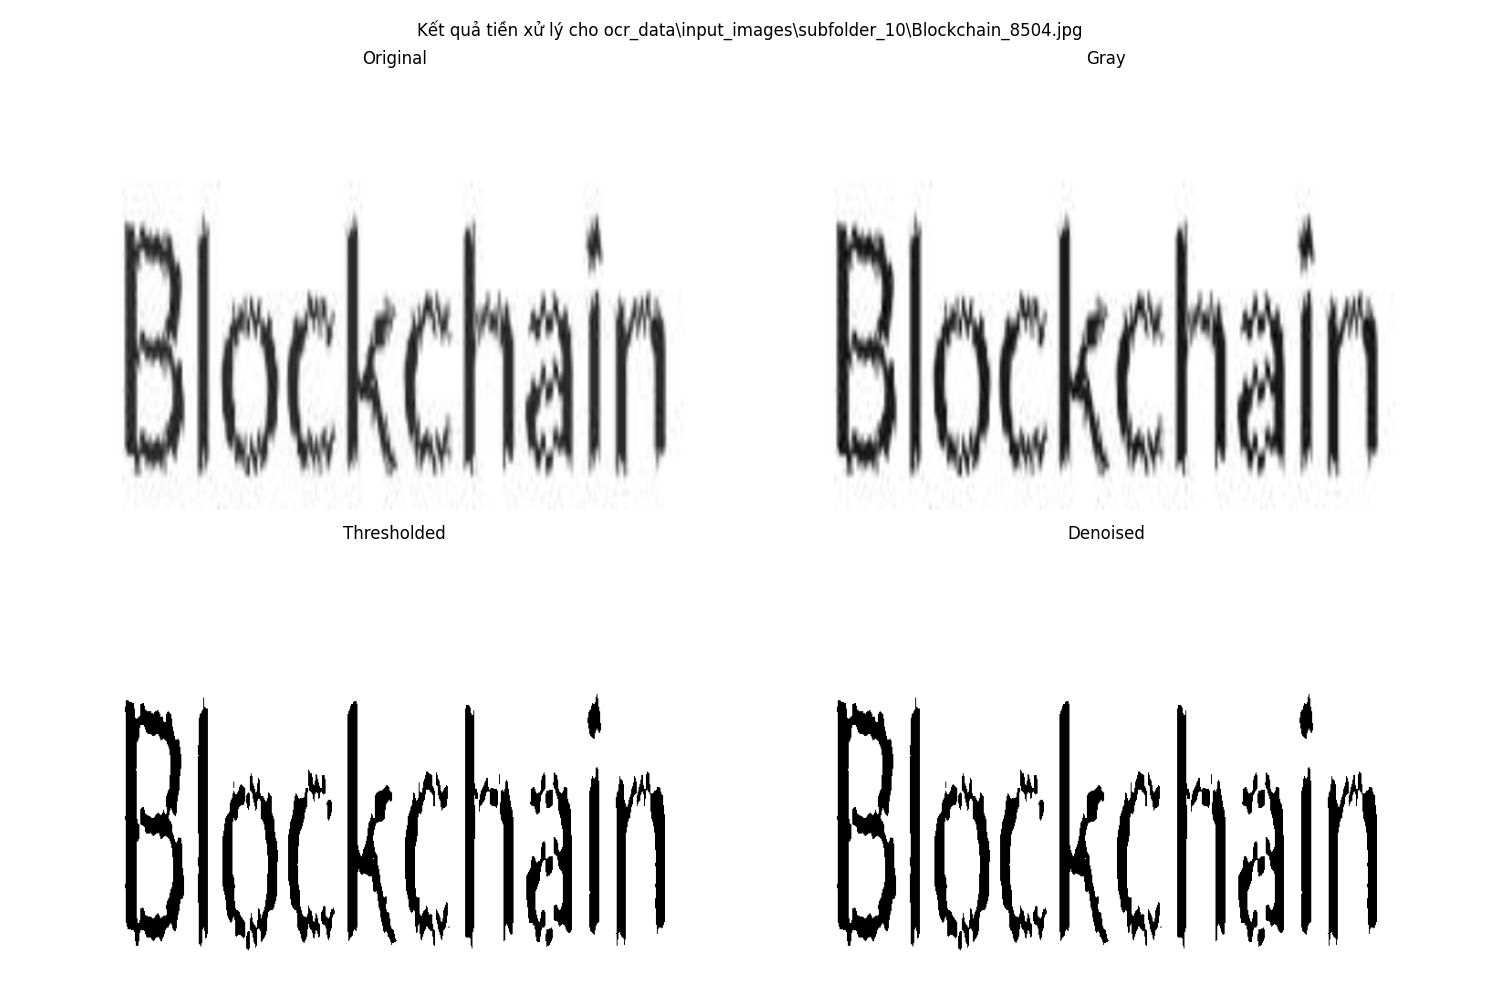 Kết quả tiền xử lý cho ocr_data\input_images\subfolder_10\Blockchain_8504.jpg
Original
Gray
Blockchain
Blockchain
Thresholded
Denoised
Blockchain
Blockchain